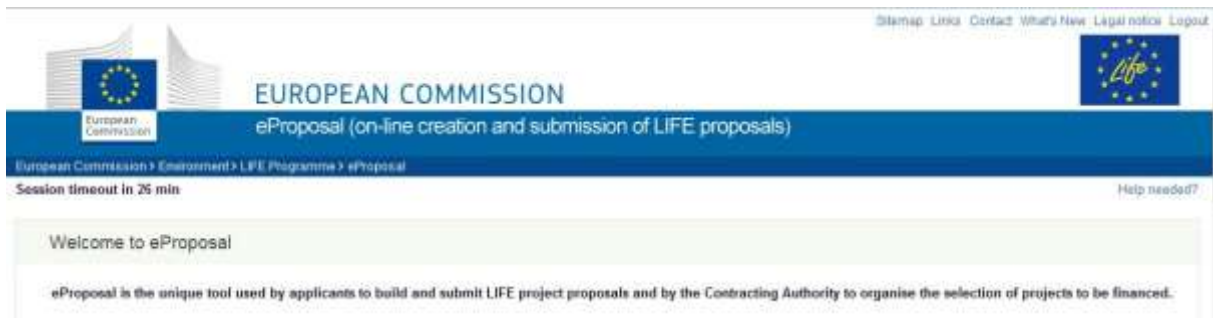 Sitemap Links Contact What's New Legal notice Logout
Life
EUROPEAN COMMISSION
European
Commission
eProposal (on-line creation and submission of LIFE proposals)
European Commission > Environment > LIFE Programme > eProposal
Session timeout in 26 min
Help needed?
Welcome to eProposal
eProposal is the unique tool used by applicants to build and submit LIFE project proposals and by the Contracting Authority to organise the selection of projects to be financed.